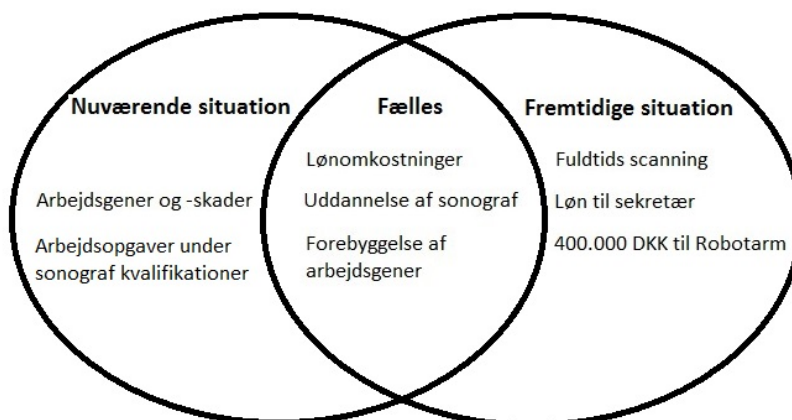 Nuværende situation
Arbejdsgener og -skader
Arbejdsopgaver under
sonograf kvalifikationer
Fælles
Lønomkostninger
Uddannelse af sonograf
Forebyggelse af
arbejdsgener
Fremtidige situation
Fuldtids scanning
Løn til sekretær
400.000 DKK til Robotarm